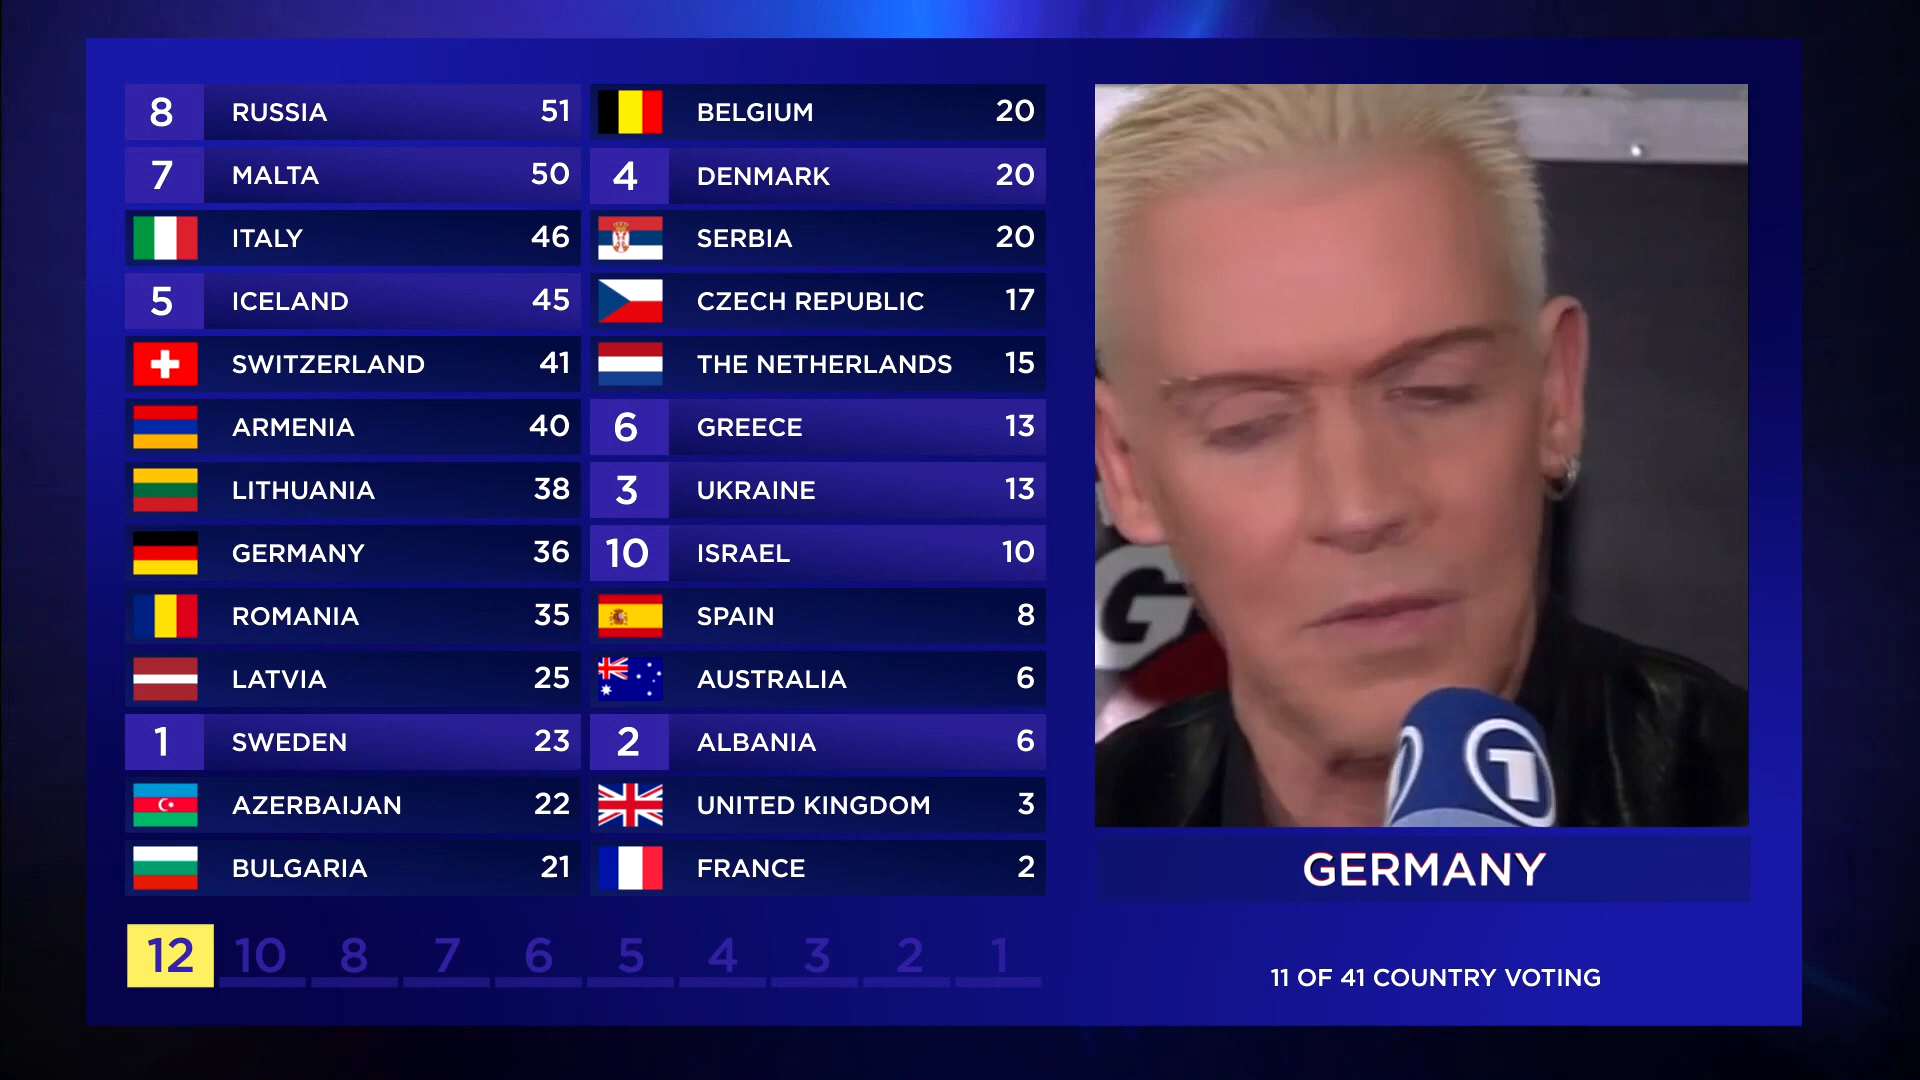 8 RUSSIA 51
7 MALTA 50
ITALY 46
5 ICELAND 45
SWITZERLAND 41
ARMENIA 40
LITHUANIA 38
GERMANY 36
ROMANIA 35
LATVIA 25
1 SWEDEN 23
AZERBAIJAN 22
BULGARIA 21
BELGIUM 20
4 DENMARK 20
SERBIA 20
CZECH REPUBLIC 17
THE NETHERLANDS 15
6 GREECE 13
3 UKRAINE 13
10 ISRAEL 10
SPAIN 8
AUSTRALIA 6
2 ALBANIA 6
UNITED KINGDOM 3
FRANCE 2
12 10 8 7 6 5 4 3 2 1
G
1
GERMANY
11 OF 41 COUNTRY VOTING